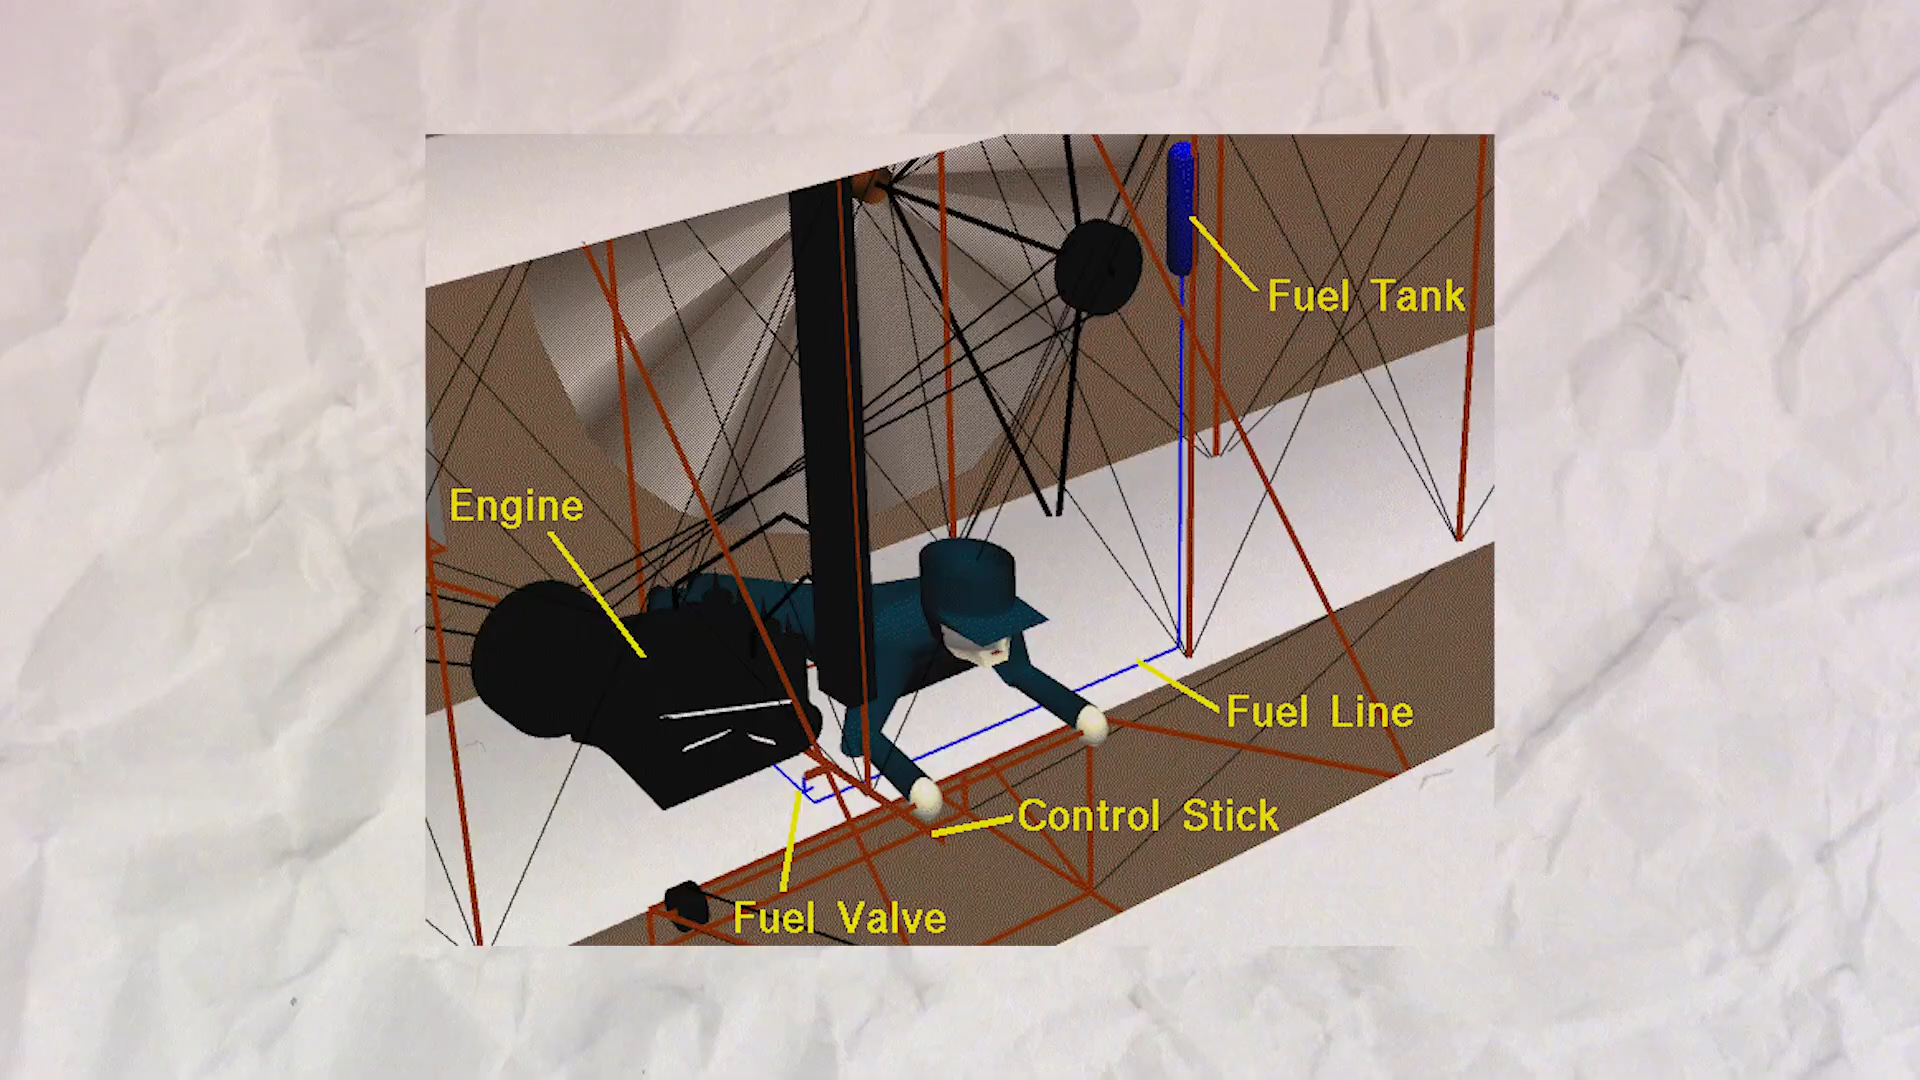 Fuel Tank
Engine
Fuel Line
Control Stick
Fuel Valve